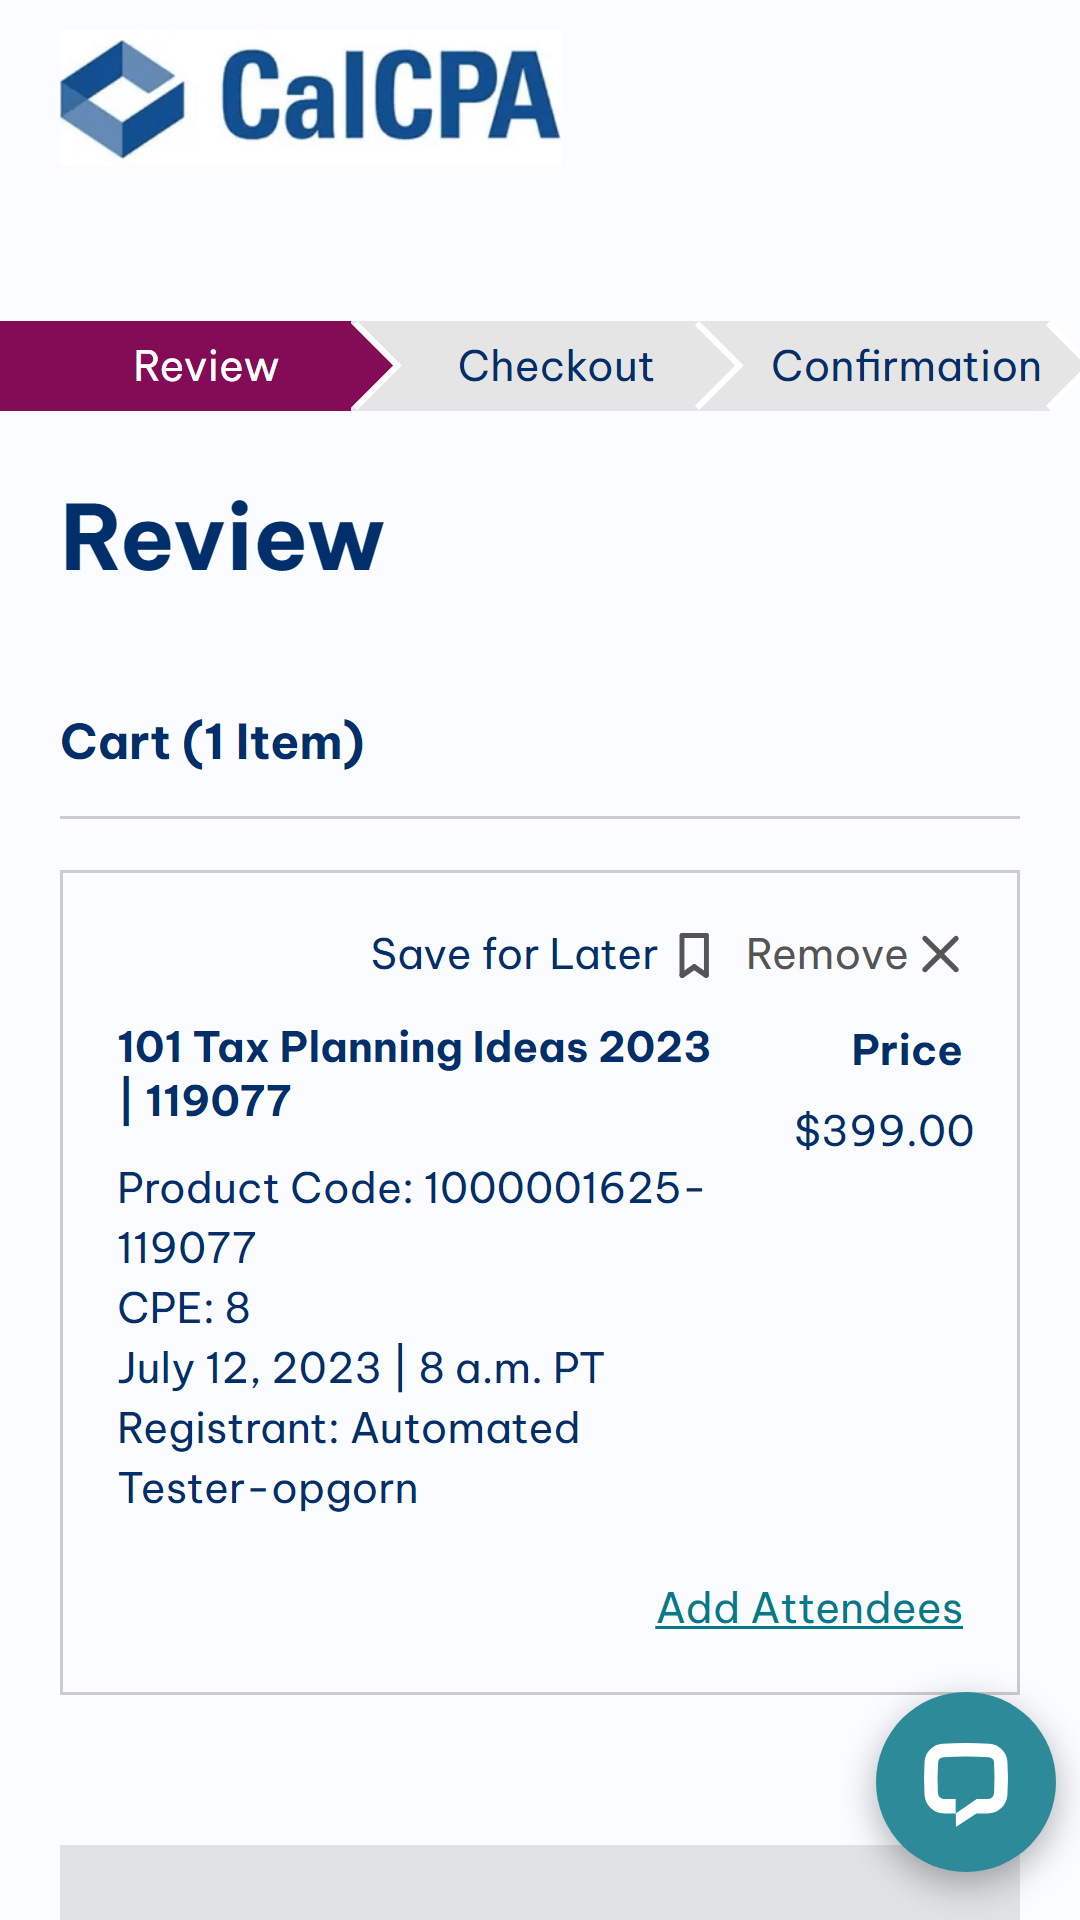 CalCPA
Review
Checkout
Confirmation
Review
Cart (1 Item)
Save for Later
Remove
101 Tax Planning Ideas 2023
| 119077
Price
$399.00
Product Code: 1000001625-
119077
CPE: 8
July 12, 2023 | 8 a.m. PT
Registrant: Automated
Tester-opgorn
Add Attendees